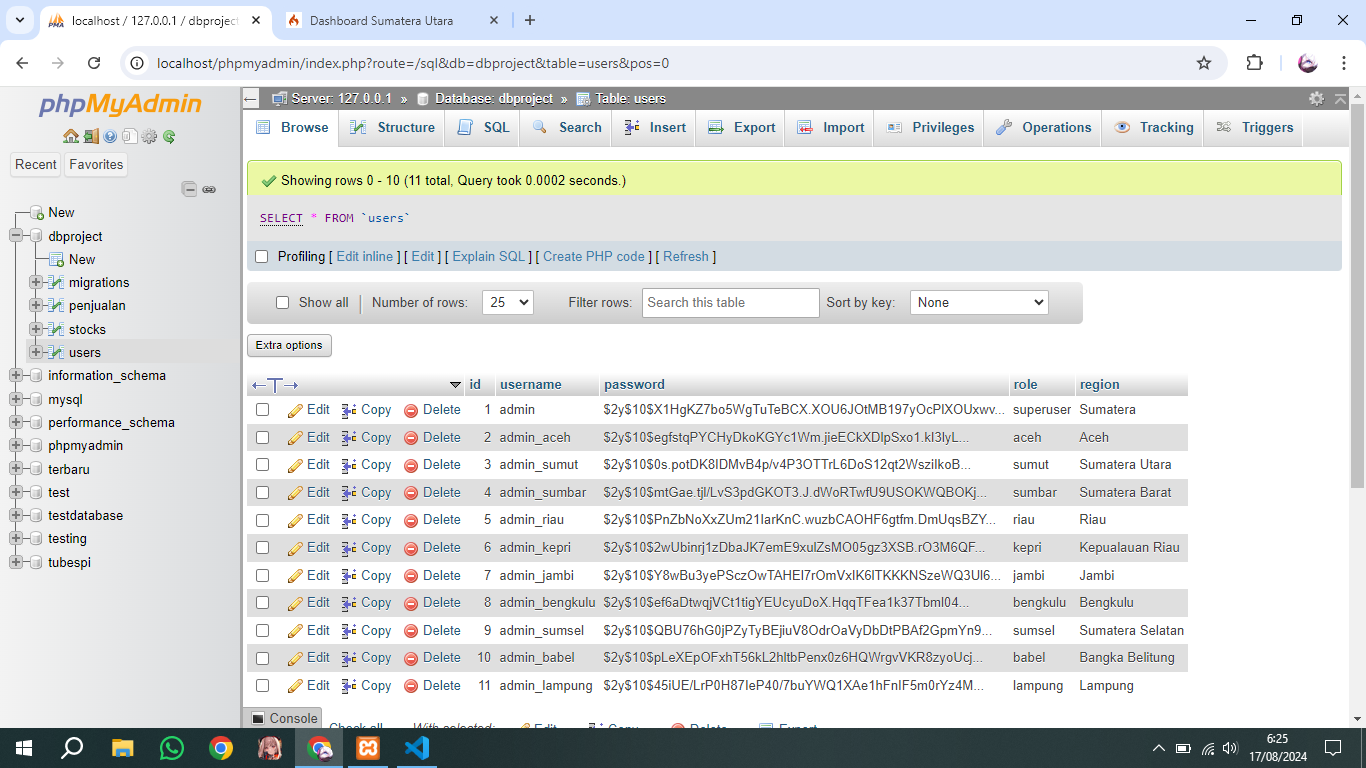 localhost / 127.0.0.1 / dbproject
Dashboard Sumatera Utara
localhost/phpmyadmin/index.php?route=/sql&db=dbproject&table=users&pos=0
phpMyAdmin
Recent Favorites
New
dbproject
New
migrations
penjualan
stocks
users
information_schema
mysql
performance_schema
phpmyadmin
terbaru
test
testdatabase
testing
tubespi
Server: 127.0.0.1 » Database: dbproject » Table: users
Browse Structure SQL Search Insert Export Import Privileges Operations Tracking Triggers
Showing rows 0 - 10 (11 total, Query took 0.0002 seconds.)
SELECT * FROM `users`
Profiling [ Edit inline ] [ Edit ] [ Explain SQL ] [ Create PHP code ] [ Refresh ]
Show all Number of rows: 25 Filter rows: Search this table Sort by key: None
Extra options
id username password role region
Edit Copy Delete 1 admin $2y$10$X1HgKZ7bo5WgTuTeBCX.XOU6JOtMB197yOcPlXOUxwv... superuser Sumatera
Edit Copy Delete 2 admin_aceh $2y$10$egfstqPYCHyDkoKGYc1Wm.jieECkXDlpSxo1.kI3lyL... aceh Aceh
Edit Copy Delete 3 admin_sumut $2y$10$0s.potDK8IDMvB4p/v4P3OTTrL6DoS12qt2WsziIkoB... sumut Sumatera Utara
Edit Copy Delete 4 admin_sumbar $2y$10$mtGae.tjl/LvS3pdGKOT3.J.dWoRTwfU9USOKWQBOKj... sumbar Sumatera Barat
Edit Copy Delete 5 admin_riau $2y$10$PnZbNoXxZUm21IarKnC.wuzbCAOHF6gtfm.DmUqsBZY... riau Riau
Edit Copy Delete 6 admin_kepri $2y$10$2wUbinrj1zDbaJK7emE9xulZsMO05gz3XSB.rO3M6QF... kepri Kepualauan Riau
Edit Copy Delete 7 admin_jambi $2y$10$Y8wBu3yePSczOwTAHEI7rOmVxIK6ITKKKNSzeWQ3Ul6... jambi Jambi
Edit Copy Delete 8 admin_bengkulu $2y$10$ef6aDtwqjVCt1tigYEUcyuDoX.HqqTFea1k37Tbml04... bengkulu Bengkulu
Edit Copy Delete 9 admin_sumsel $2y$10$QBU76hG0jPZyTyBEjiuV8OdrOaVyDbDtPBAf2GpmYn9... sumsel Sumatera Selatan
Edit Copy Delete 10 admin_babel $2y$10$pLeXEpOFxhT56kL2hItbPenx0z6HQWrgvVKR8zyoUcj... babel Bangka Belitung
Edit Copy Delete 11 admin_lampung $2y$10$45iUE/LrP0H87IeP40/7buYWQ1XAe1hFnIF5m0rYz4M... lampung Lampung
Check all With selected: Edit Copy Delete Export
Console
6:25
17/08/2024